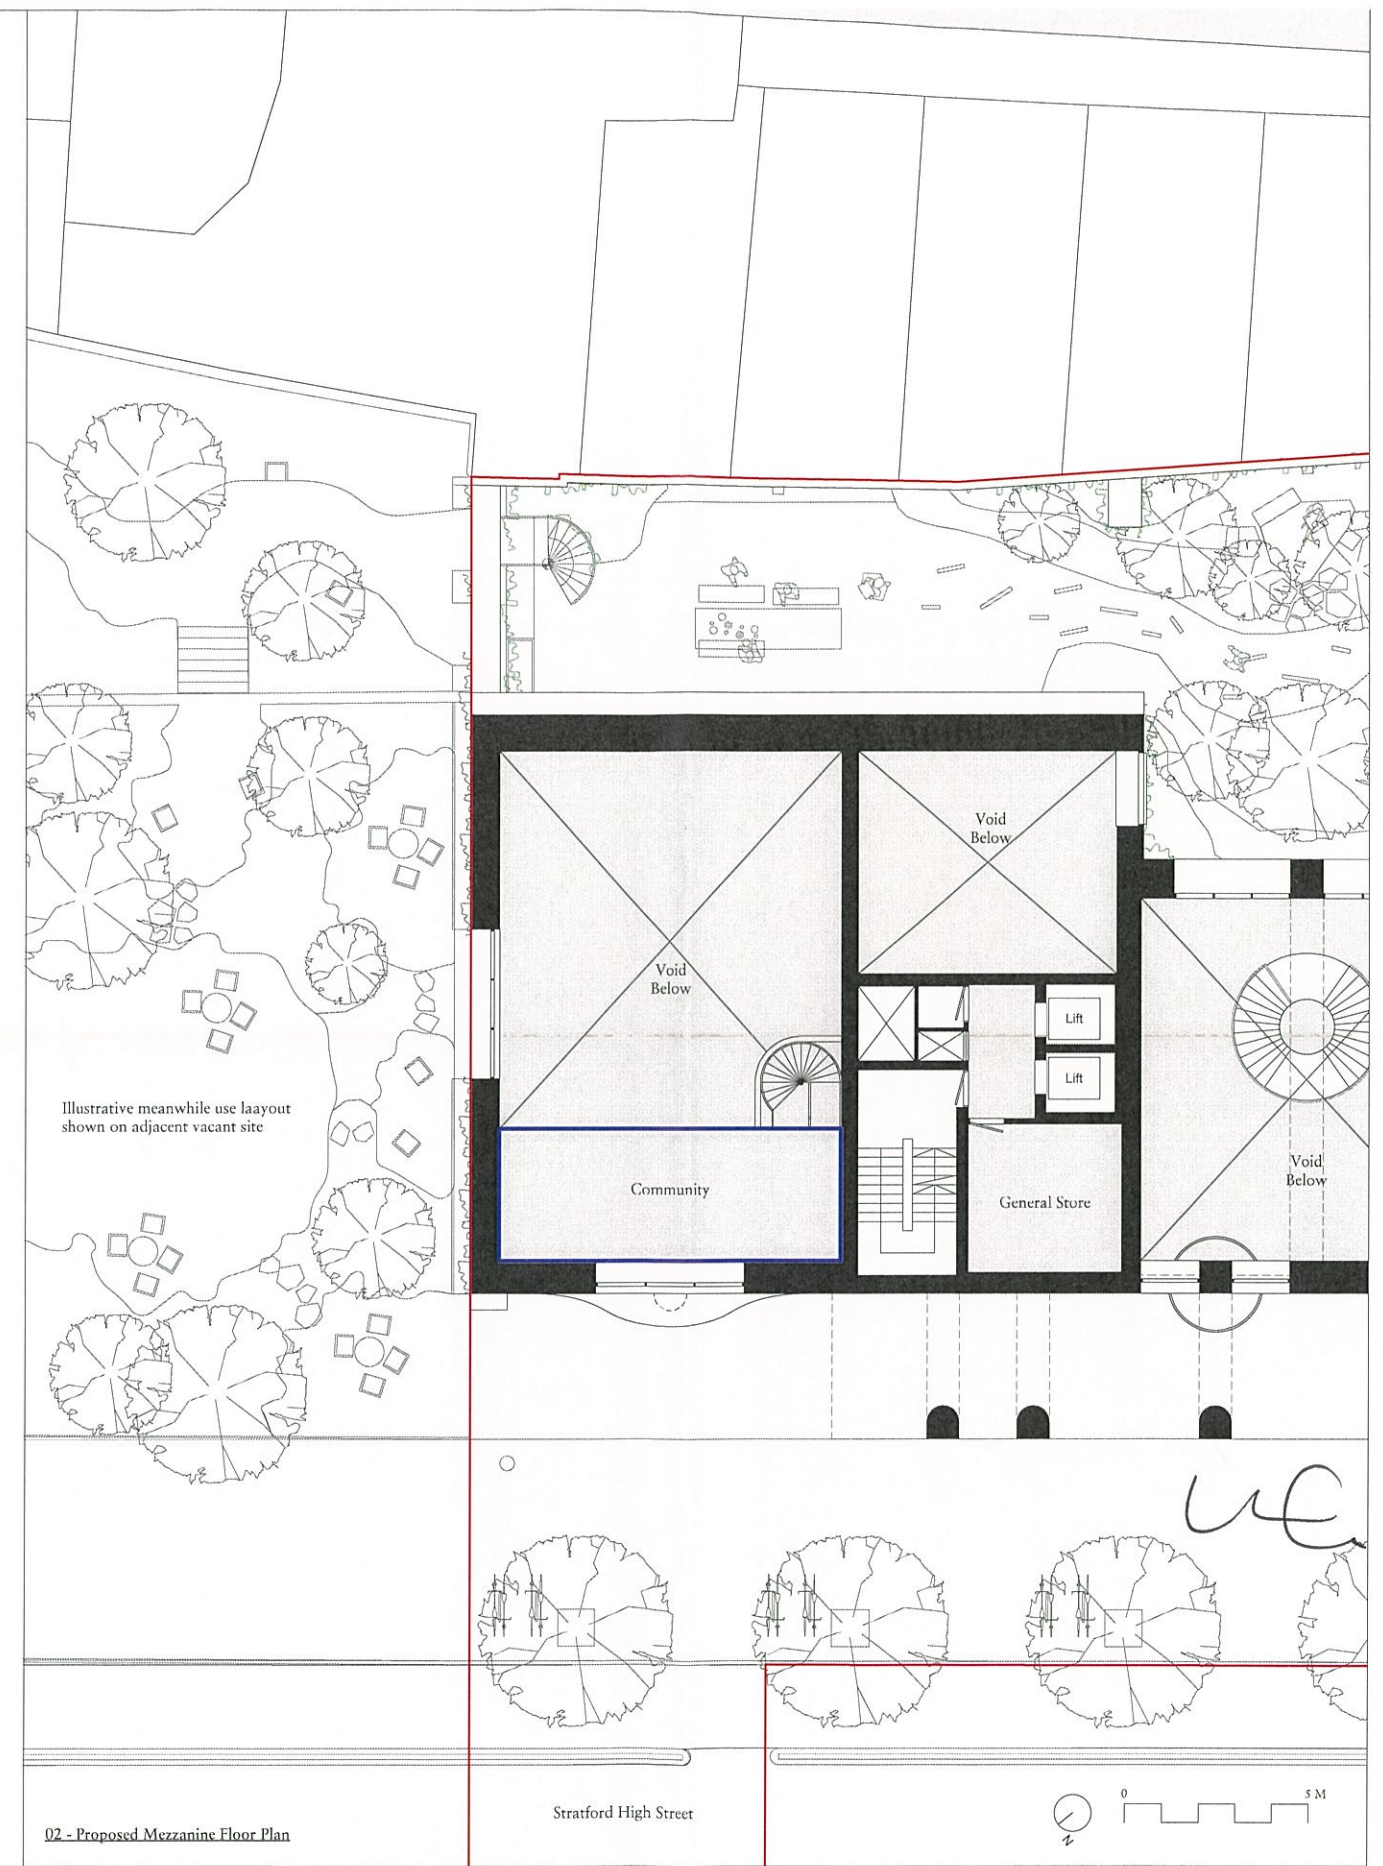 Void
Below
Void
Below
Lift
Lift
Illustrative meanwhile use laayout
shown on adjacent vacant site
Void
Below
Community
General Store
0 5 M
Stratford High Street
N
02 - Proposed Mezzanine Floor Plan